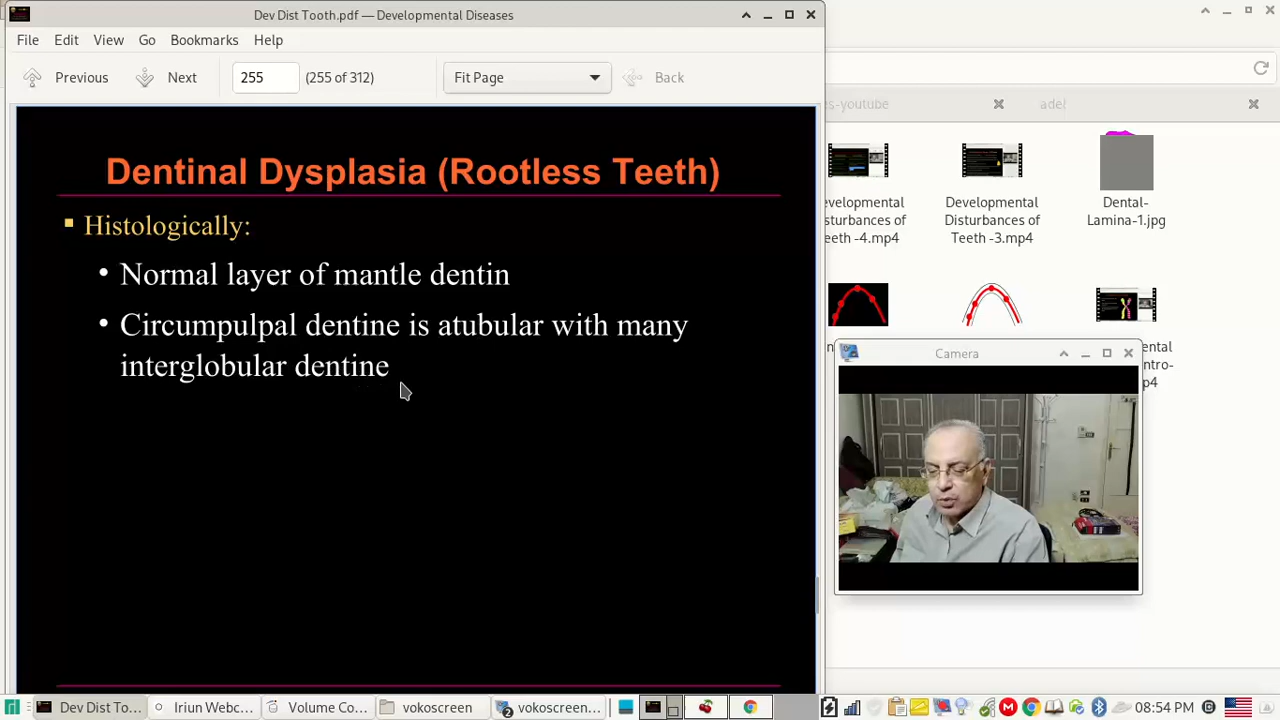 Dev Dist Tooth.pdf — Developmental Diseases
File Edit View Go Bookmarks Help
Previous Next 255 (255 of 312) Fit Page Back
s-youtube
adel
Dentinal Dysplasia (Rootless Teeth)
Histologically:
Normal layer of mantle dentin
Circumpulpal dentine is atubular with many
interglobular dentine
evelopmental
sturbances of
eeth -4.mp4
Developmental
Disturbances of
Teeth -3.mp4
Dental-
Lamina-1.jpg
Camera
Dev Dist To...
Iriun Webc...
Volume Co...
vokoscreen
vokoscreen...
08:54 PM